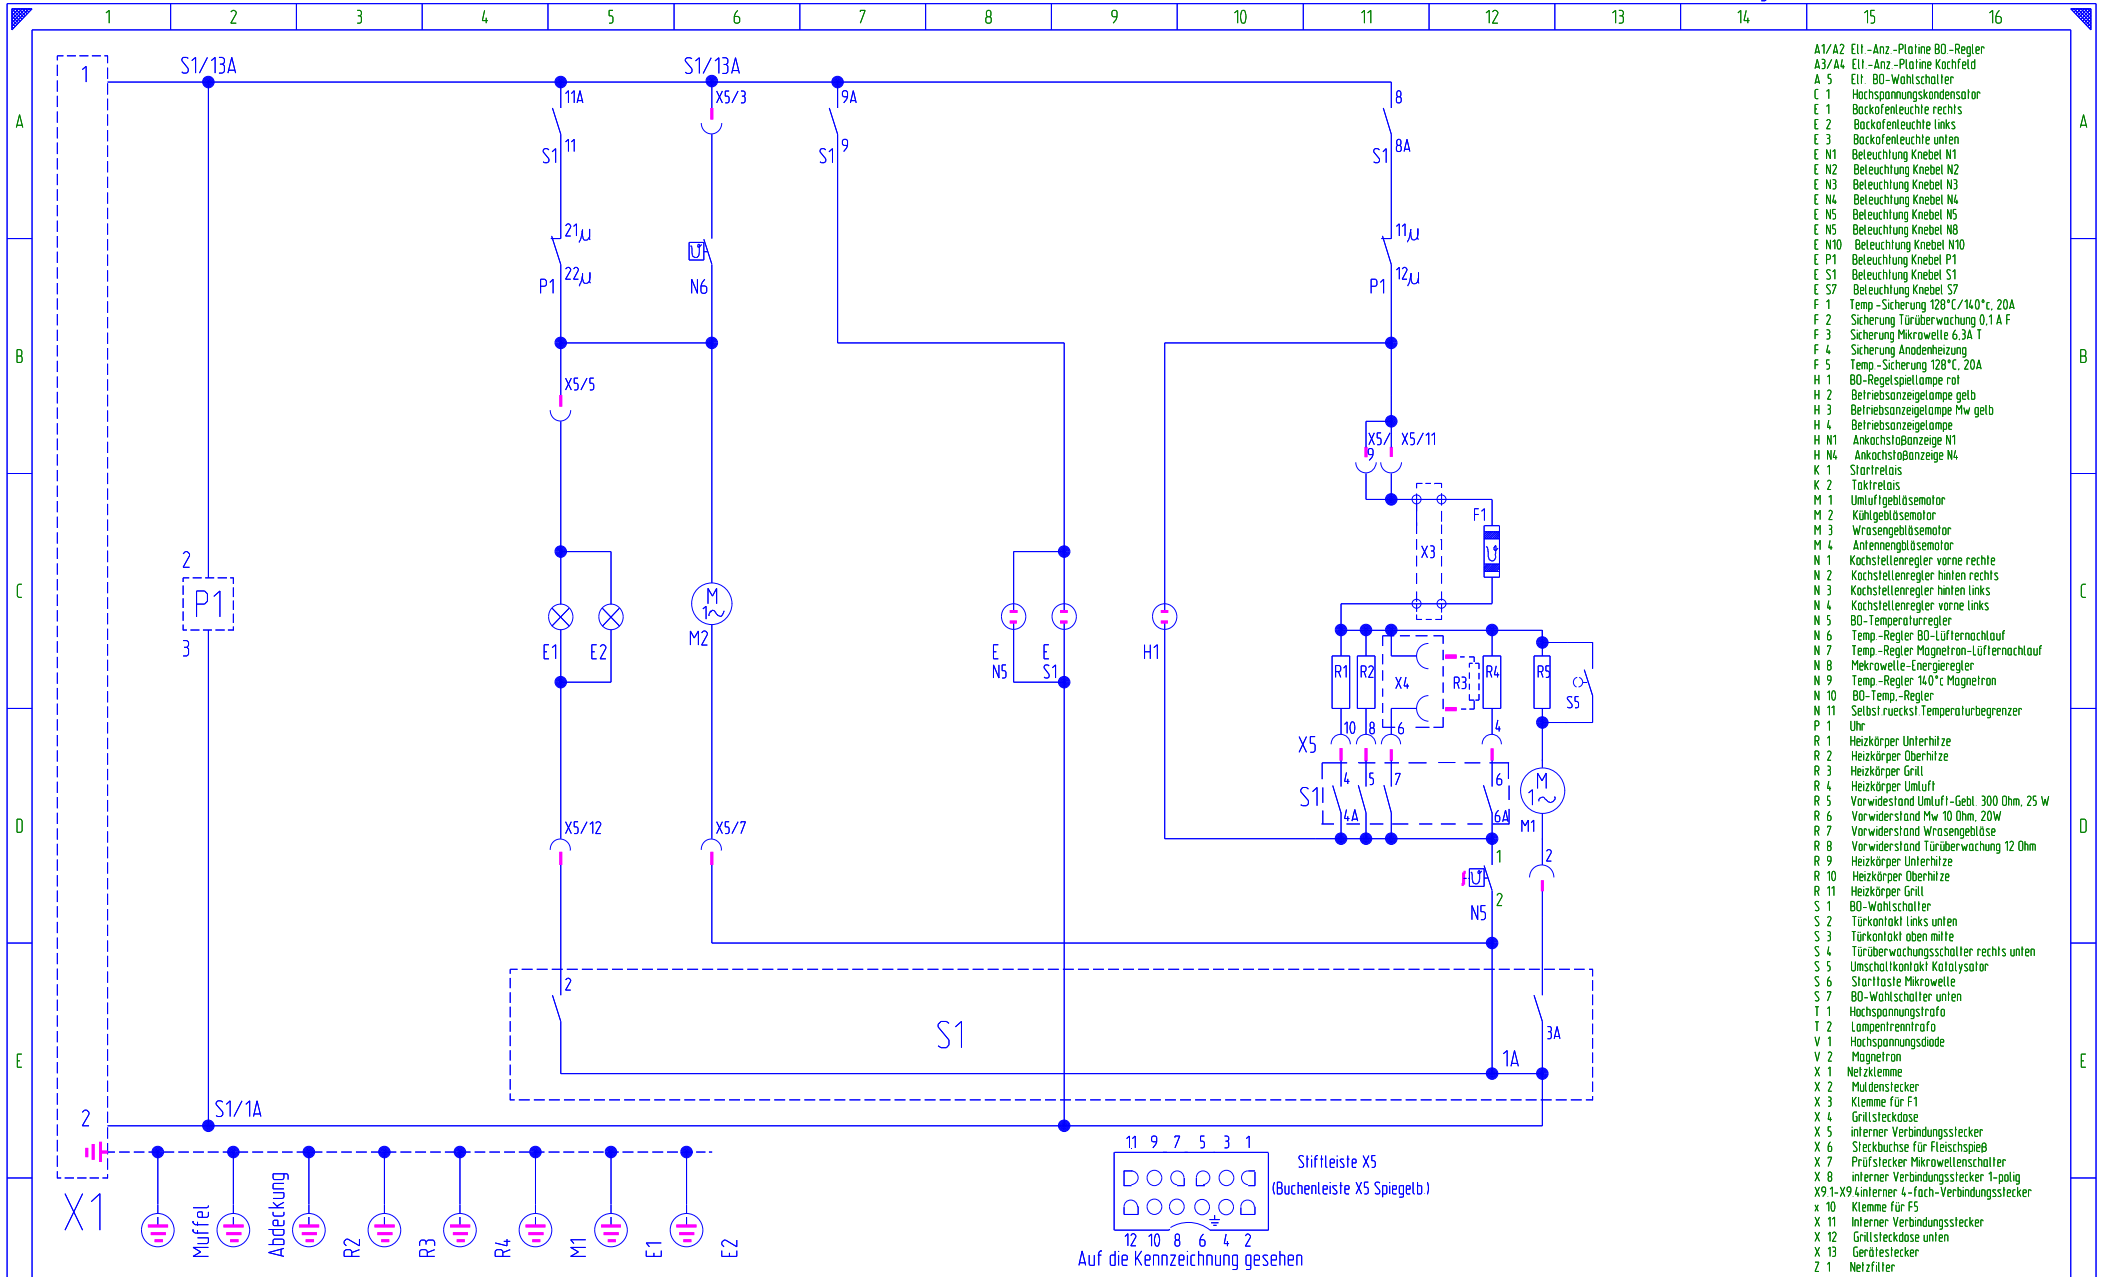 1 2 3 4 5 6 7 8 9 10 11 12 13 14 15 16
A
B
C
D
E
A
B
C
D
E
1
S1/13A
S1/13A
11A
X5/3
9A
8
S1
11
S1
9
S1
8A
21µ
11µ
P1
22µ
N6
P1
12µ
X5/5
X5/
9
X5/11
F1
X3
2
P1
3
E1
E2
M
1~
M2
E
N5
E
S1
H1
R1
R2
X4
R3
R4
R5
S5
X5
10
8
6
4
S1
4
5
7
6
4A
6A
M
1~
M1
X5/12
X5/7
1
2
N5
2
2
S1
3A
1A
2
S1/1A
X1
Muffel
Abdeckung
R2
R3
R4
M1
E1
E2
11 9 7 5 3 1
12 10 8 6 4 2
Stiftleiste X5
(Buchenleiste X5 Spiegelb.)
Auf die Kennzeichnung gesehen
A1/A2 Elt.-Anz.-Platine BO.-Regler
A3/A4 Elt.-Anz.-Platine Kochfeld
A 5 Elt. BO-Wahlschalter
C 1 Hochspannungskondensator
E 1 Backofenleuchte rechts
E 2 Backofenleuchte links
E 3 Backofenleuchte unten
E N1 Beleuchtung Knebel N1
E N2 Beleuchtung Knebel N2
E N3 Beleuchtung Knebel N3
E N4 Beleuchtung Knebel N4
E N5 Beleuchtung Knebel N5
E N5 Beleuchtung Knebel N8
E N10 Beleuchtung Knebel N10
E P1 Beleuchtung Knebel P1
E S1 Beleuchtung Knebel S1
E S7 Beleuchtung Knebel S7
F 1 Temp.-Sicherung 128°C/140°c, 20A
F 2 Sicherung Türüberwachung 0,1 A F
F 3 Sicherung Mikrowelle 6,3A T
F 4 Sicherung Anodenheizung
F 5 Temp.-Sicherung 128°C, 20A
H 1 BO-Regelspiellampe rot
H 2 Betriebsanzeigelampe gelb
H 3 Betriebsanzeigelampe Mw gelb
H 4 Betriebsanzeigelampe
H N1 Ankochstoßanzeige N1
H N4 Ankochstoßanzeige N4
K 1 Startrelais
K 2 Taktrelais
M 1 Umluftgebläsemotor
M 2 Kühlgebläsemotor
M 3 Wrasengebläsemotor
M 4 Antennengbläsemotor
N 1 Kochstellenregler vorne rechte
N 2 Kochstellenregler hinten rechts
N 3 Kochstellenregler hinten links
N 4 Kochstellenregler vorne links
N 5 BO-Temperaturregler
N 6 Temp.-Regler BO-Lüfternachlauf
N 7 Temp.-Regler Magnetron-Lüfternachlauf
N 8 Mekrowelle-Energieregler
N 9 Temp.-Regler 140°c Magnetron
N 10 BO-Temp,-Regler
N 11 Selbst rueckst.Temperaturbegrenzer
P 1 Uhr
R 1 Heizkörper Unterhitze
R 2 Heizkörper Oberhitze
R 3 Heizkörper Grill
R 4 Heizkörper Umluft
R 5 Vorwidestand Umluft-Gebl. 300 Ohm, 25 W
R 6 Vorwiderstand Mw 10 Ohm, 20W
R 7 Vorwiderstand Wrasengebläse
R 8 Vorwiderstand Türüberwachung 12 Ohm
R 9 Heizkörper Unterhitze
R 10 Heizkörper Oberhitze
R 11 Heizkörper Grill
S 1 BO-Wahlschalter
S 2 Türkontakt links unten
S 3 Türkontakt oben mitte
S 4 Türüberwachungsschalter rechts unten
S 5 Umschaltkontakt Katalysator
S 6 Starttaste Mikrowelle
S 7 BO-Wahlschalter unten
T 1 Hochspannungstrafo
T 2 Lampentrenntrafo
V 1 Hochspannungsdiode
V 2 Magnetron
X 1 Netzklemme
X 2 Muldenstecker
X 3 Klemme für F1
X 4 Grillsteckdose
X 5 interner Verbindungsstecker
X 6 Steckbuchse für Fleischspieß
X 7 Prüfstecker Mikrowellenschalter
X 8 interner Verbindungsstecker 1-polig
X9.1-X9.4interner 4-fach-Verbindungsstecker
x 10 Klemme für F5
X 11 Interner Verbindungsstecker
X 12 Grillsteckdose unten
X 13 Gerätestecker
Z 1 Netzfilter